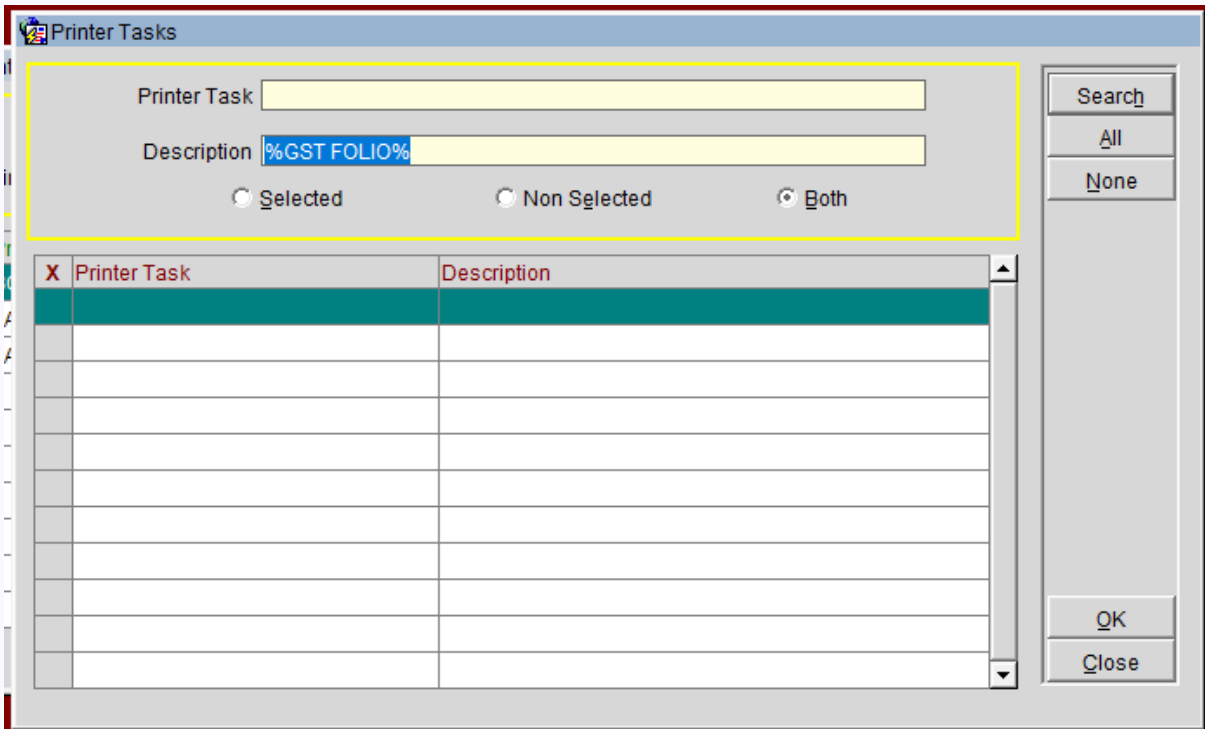 Printer Tasks
Printer Task
Search
Description %GST FOLIO%
All
Selected Non Selected Both
None
X Printer Task Description
OK
Close